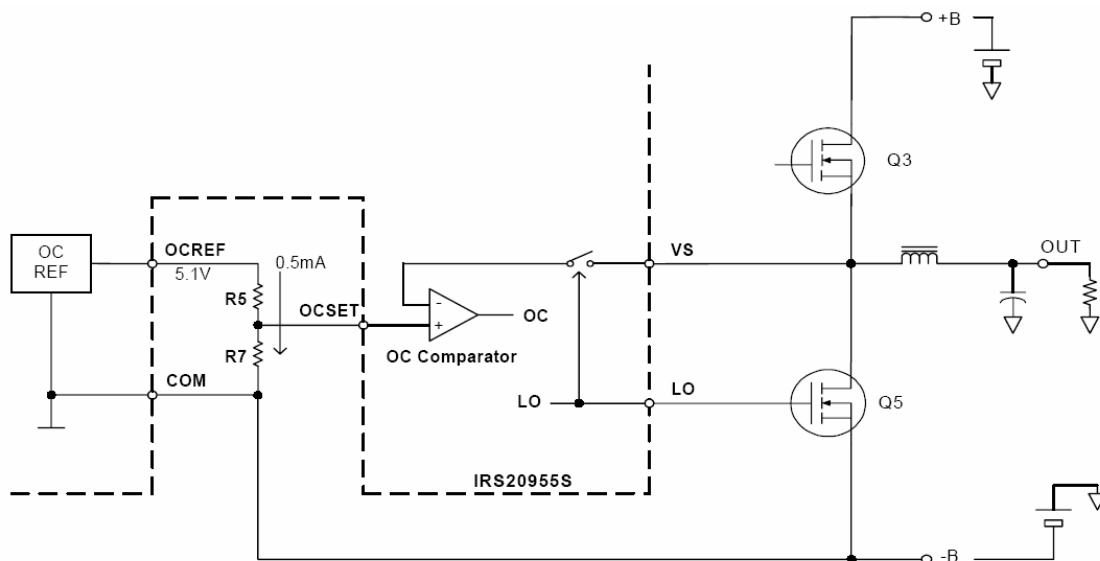 +B
Q3
OC
REF
OCREF
5.1V
0.5mA
VS
OUT
R5
OCSET
-
+
OC
OC Comparator
R7
COM
LO
LO
Q5
IRS20955S
-B